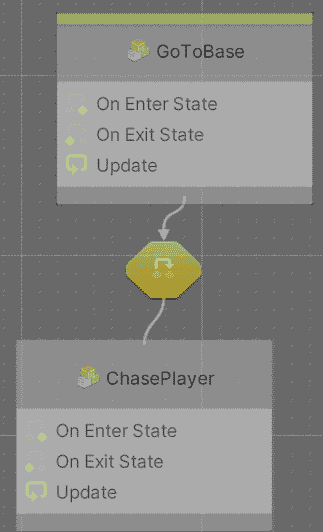 GoToBase
On Enter State
On Exit State
Update
ChasePlayer
On Enter State
On Exit State
Update